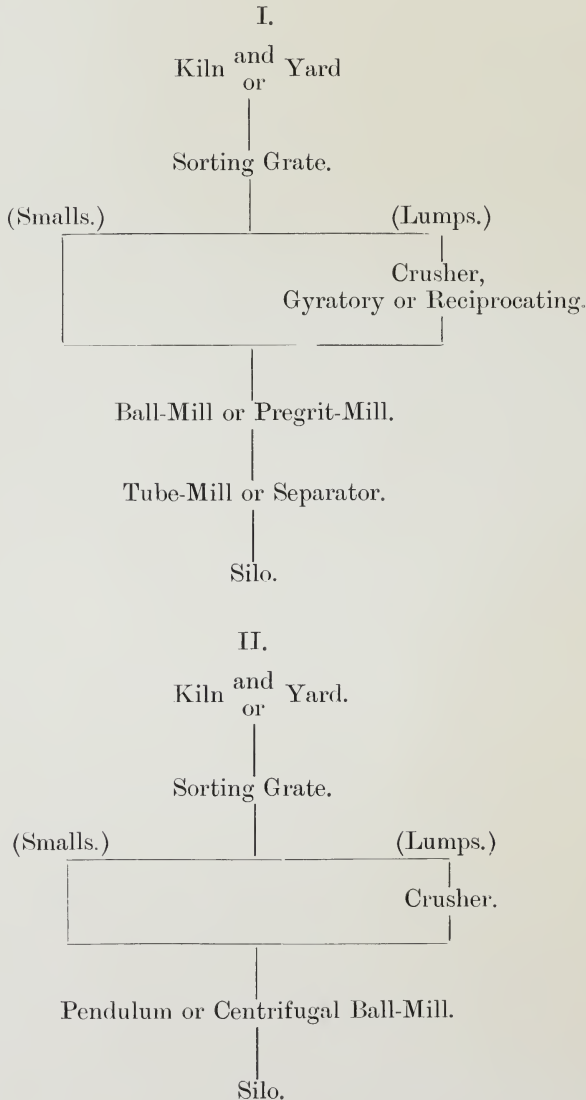 I.
Kiln and or Yard
Sorting Grate.
(Smalls.) (Lumps.)
Crusher,
Gyratory or Reciprocating.
Ball-Mill or Pregrit-Mill.
Tube-Mill or Separator.
Silo.
II.
Kiln and or Yard.
Sorting Grate.
(Smalls.) (Lumps.)
Crusher.
Pendulum or Centrifugal Ball-Mill.
Silo.